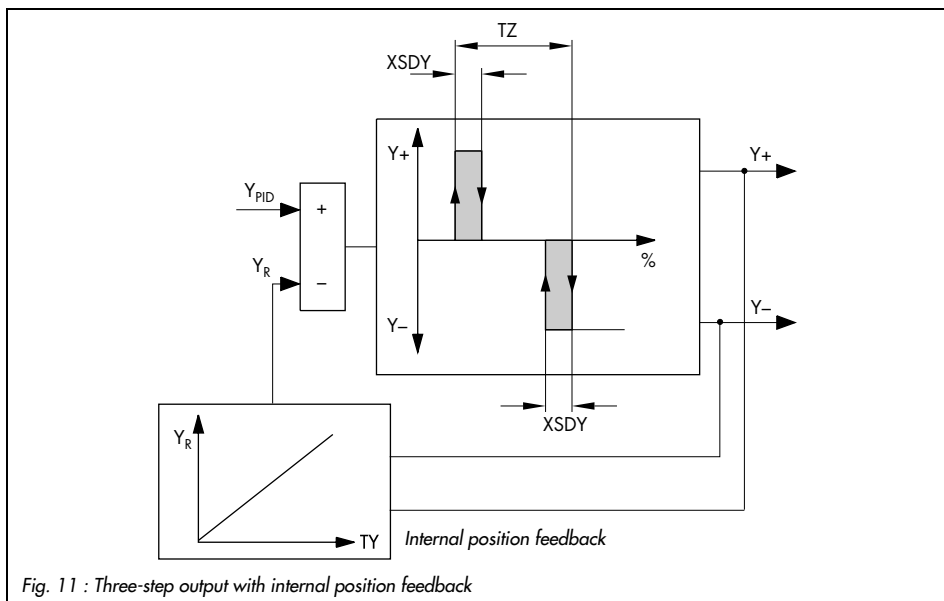 TZ
XSDY
Y+
Y+
Y_PID
+
%
Y_R
–
Y–
Y–
XSDY
Y_R
TY
Internal position feedback
Fig. 11 : Three-step output with internal position feedback